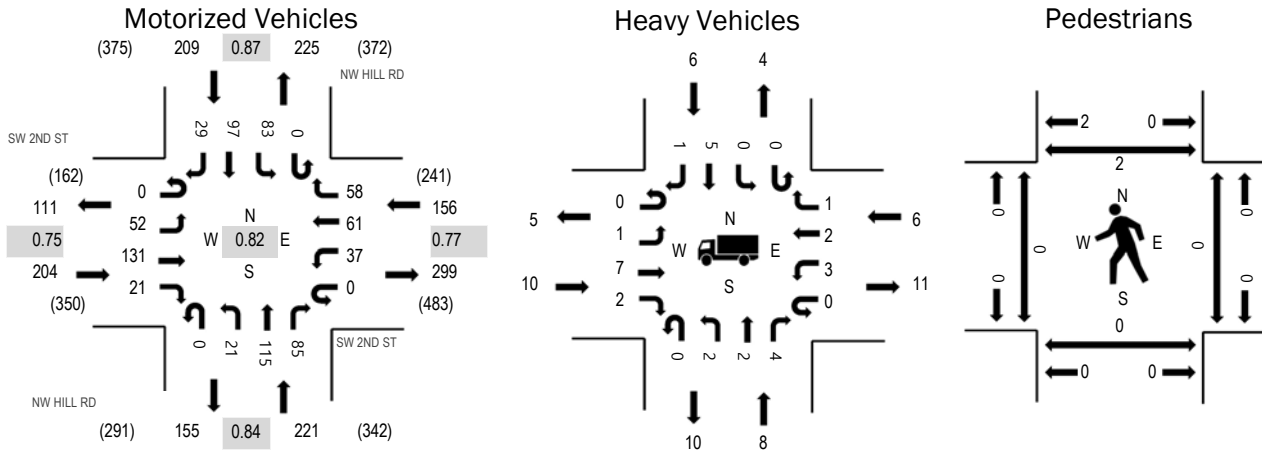 Motorized Vehicles
(375) 209 0.87 225 (372)
NW HILL RD
SW 2ND ST
29 97 83 0
(162) 0 58 (241)
111 52 N 61 156
0.75 W 0.82 E 0.77
204 131 S 37 299
(350) 21 0 (483)
0 21 115 85
SW 2ND ST
NW HILL RD
(291) 155 0.84 221 (342)
Heavy Vehicles
6 4
1 5 0 0
0 1
5 1 N 2 6
W E
10 7 S 3 11
2 0
0 2 2 4
10 8
Pedestrians
2 0
2
0 N 0
0 W E 0
0 S 0
0
0 0